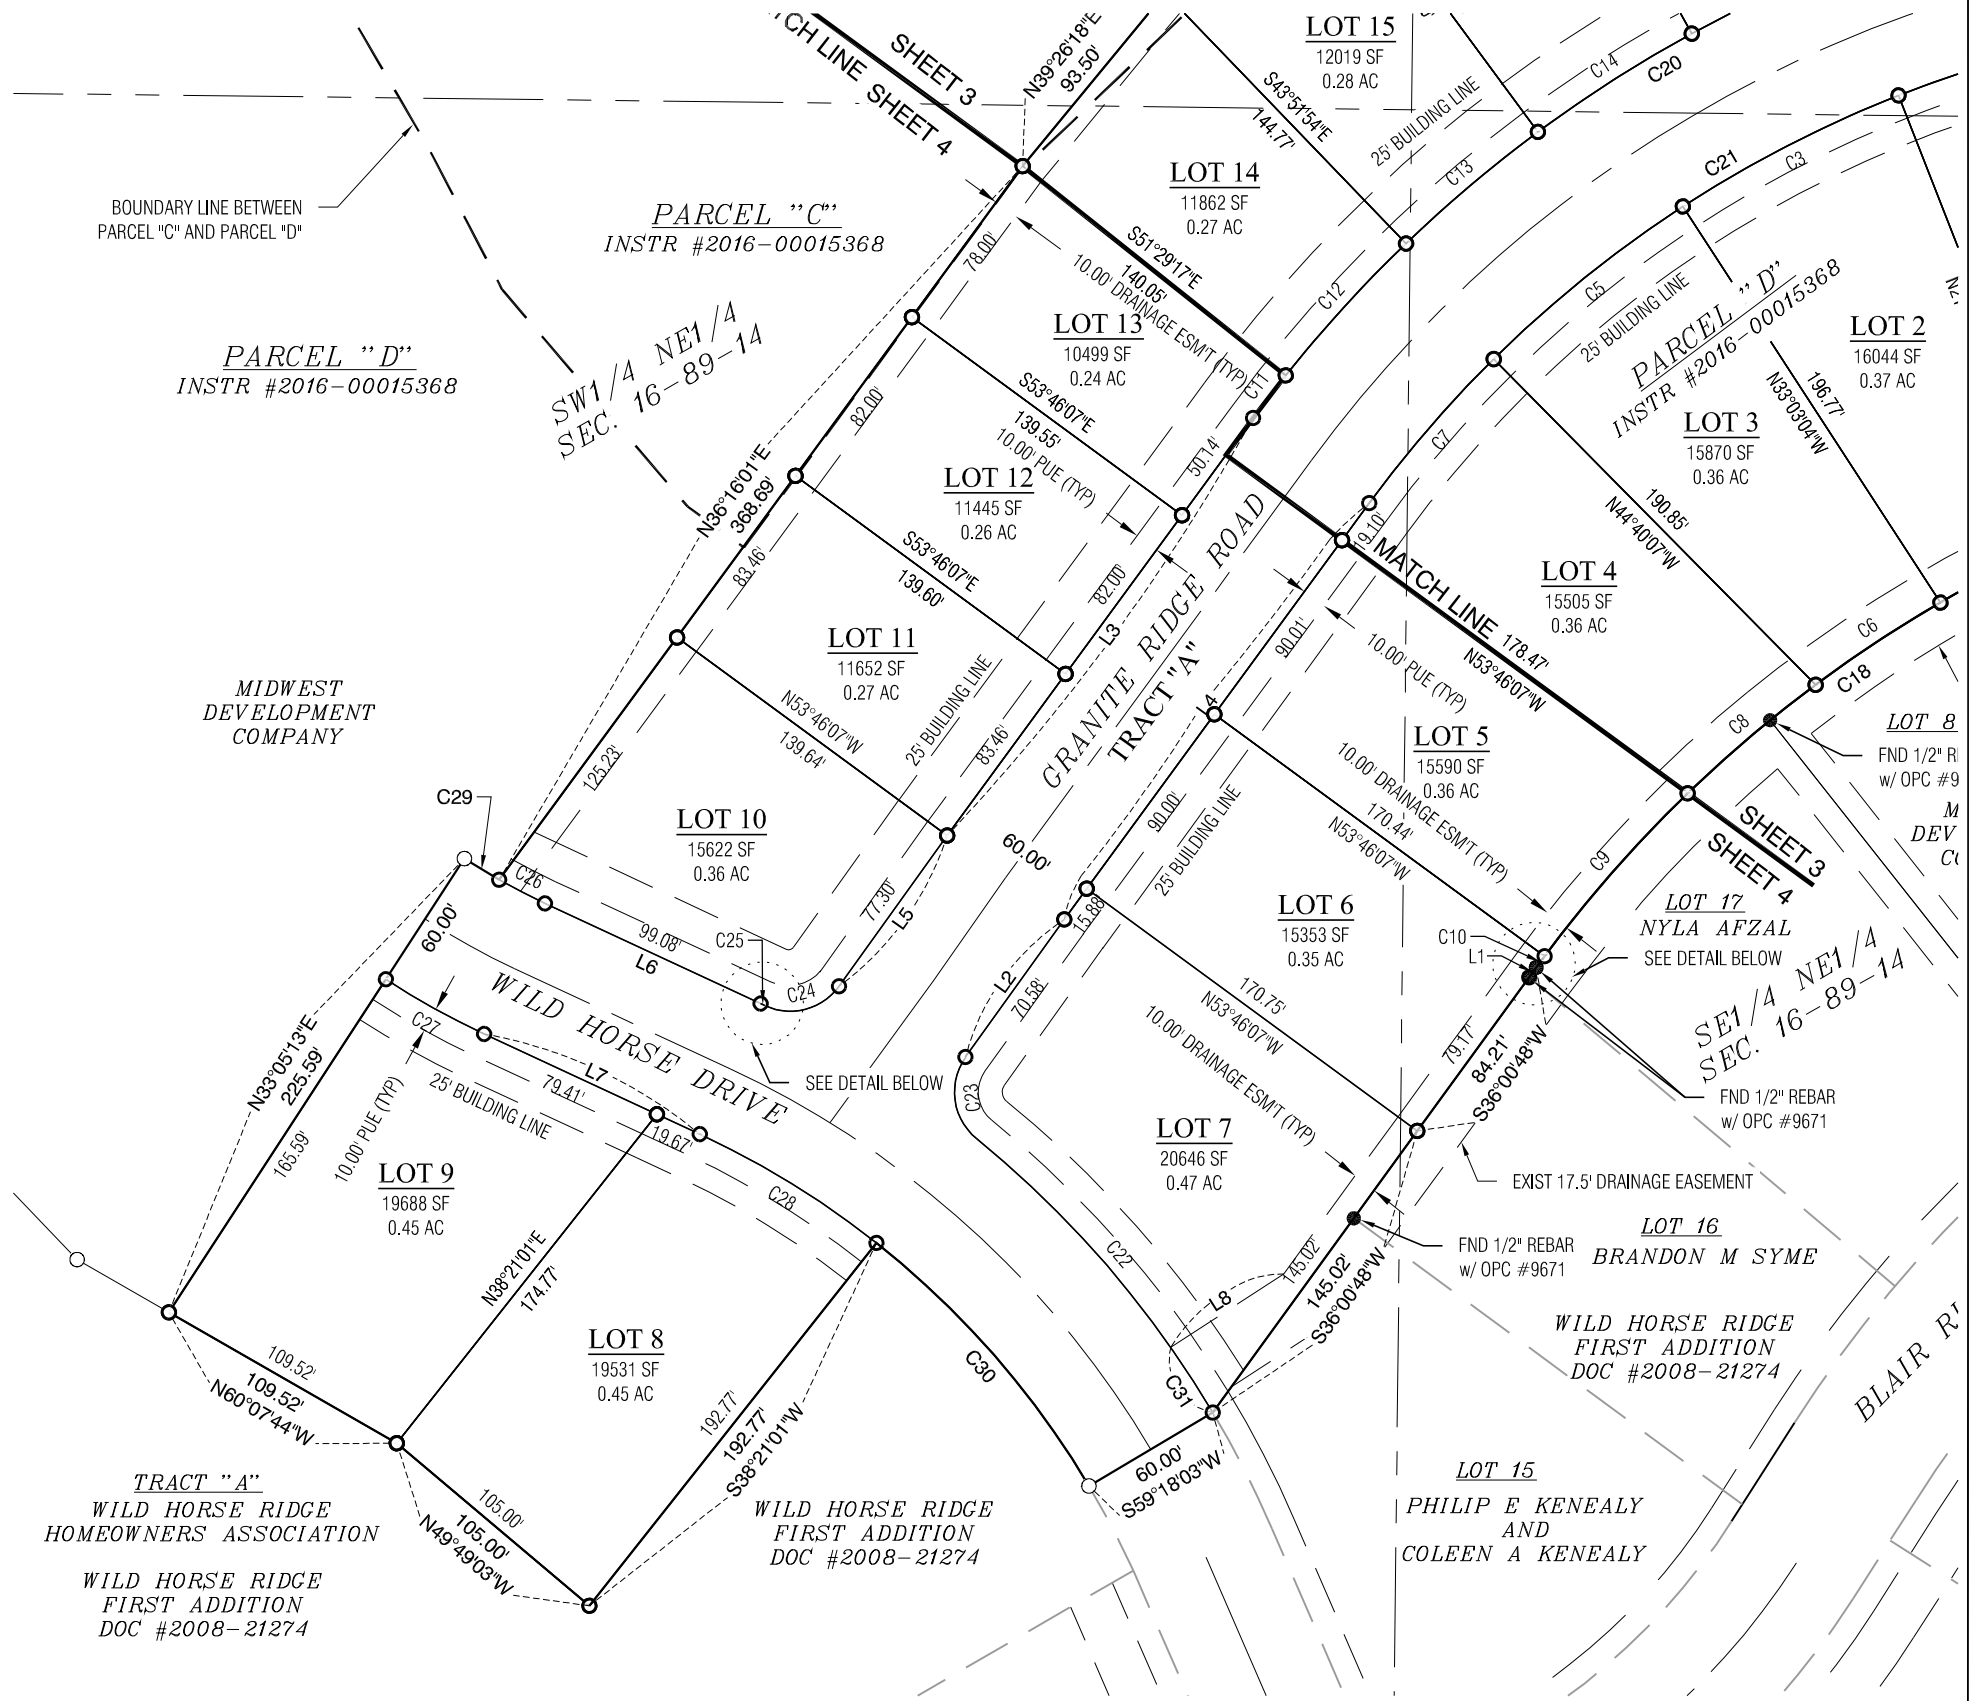 MATCH LINE SHEET 4
SHEET 3
N39°26'18"E
93.50'
LOT 15
12019 SF
0.28 AC
S43°51'54"E
144.77'
25' BUILDING LINE
C14
C20
C13
C21
C3
BOUNDARY LINE BETWEEN
PARCEL "C" AND PARCEL "D"
PARCEL "C"
INSTR #2016-00015368
LOT 14
11862 SF
0.27 AC
78.00'
S51°29'17"E
140.05'
10.00' DRAINAGE ESM'T (TYP)
C12
C5
25' BUILDING LINE
PARCEL "D"
INSTR #2016-00015368
LOT 2
16044 SF
0.37 AC
PARCEL "D"
INSTR #2016-00015368
SW1/4 NE1/4
SEC. 16-89-14
LOT 13
10499 SF
0.24 AC
C11
82.00'
S53°46'07"E
139.55'
10.00' PUE (TYP)
50.14'
C7
LOT 3
15870 SF
0.36 AC
196.77'
N33°03'04"W
N36°16'01"E
368.69'
LOT 12
11445 SF
0.26 AC
190.85'
N44°40'07"W
83.46'
S53°46'07"E
139.60'
82.00'
L3
GRANITE RIDGE ROAD
TRACT "A"
19.10'
MATCH LINE
178.47'
N53°46'07"W
LOT 4
15505 SF
0.36 AC
C6
C18
90.01'
10.00' PUE (TYP)
LOT 11
11652 SF
0.27 AC
MIDWEST
DEVELOPMENT
COMPANY
N53°46'07"W
139.64'
25' BUILDING LINE
83.46'
C8
LOT 8
FND 1/2" R
w/ OPC #9
M
DEV
125.23'
C29
LOT 10
15622 SF
0.36 AC
LOT 5
15590 SF
0.36 AC
10.00' DRAINAGE ESM'T (TYP)
170.44'
N53°46'07"W
90.00'
25' BUILDING LINE
60.00'
SHEET 3
SHEET 4
C9
C26
60.00'
99.08'
L6
C25
C24
77.30'
L5
15.88'
LOT 6
15353 SF
0.35 AC
LOT 17
NYLA AFZAL
C10
L1
SEE DETAIL BELOW
SE1/4 NE1/4
SEC. 16-89-14
WILD HORSE DRIVE
L2
70.58'
170.75'
N53°46'07"W
10.00' DRAINAGE ESM'T (TYP)
79.17'
84.21'
S36°00'48"W
C27
N33°05'13"E
225.59'
L7
79.41'
25' BUILDING LINE
10.00' PUE (TYP)
SEE DETAIL BELOW
C23
FND 1/2" REBAR
w/ OPC #9671
165.59'
19.67'
LOT 9
19688 SF
0.45 AC
C28
LOT 7
20646 SF
0.47 AC
EXIST 17.5' DRAINAGE EASEMENT
C22
FND 1/2" REBAR
w/ OPC #9671
LOT 16
BRANDON M SYME
N38°21'01"E
174.77'
L8
145.02'
145.02'
S36°00'48"W
WILD HORSE RIDGE
FIRST ADDITION
DOC #2008-21274
LOT 8
19531 SF
0.45 AC
109.52'
109.52'
N60°07'44"W
C30
C31
192.77'
192.77'
S38°21'01"W
60.00'
S59°18'03"W
TRACT "A"
WILD HORSE RIDGE
HOMEOWNERS ASSOCIATION
WILD HORSE RIDGE
FIRST ADDITION
DOC #2008-21274
105.00'
105.00'
N49°49'03"W
WILD HORSE RIDGE
FIRST ADDITION
DOC #2008-21274
LOT 15
PHILIP E KENEALY
AND
COLEEN A KENEALY
BLAIR